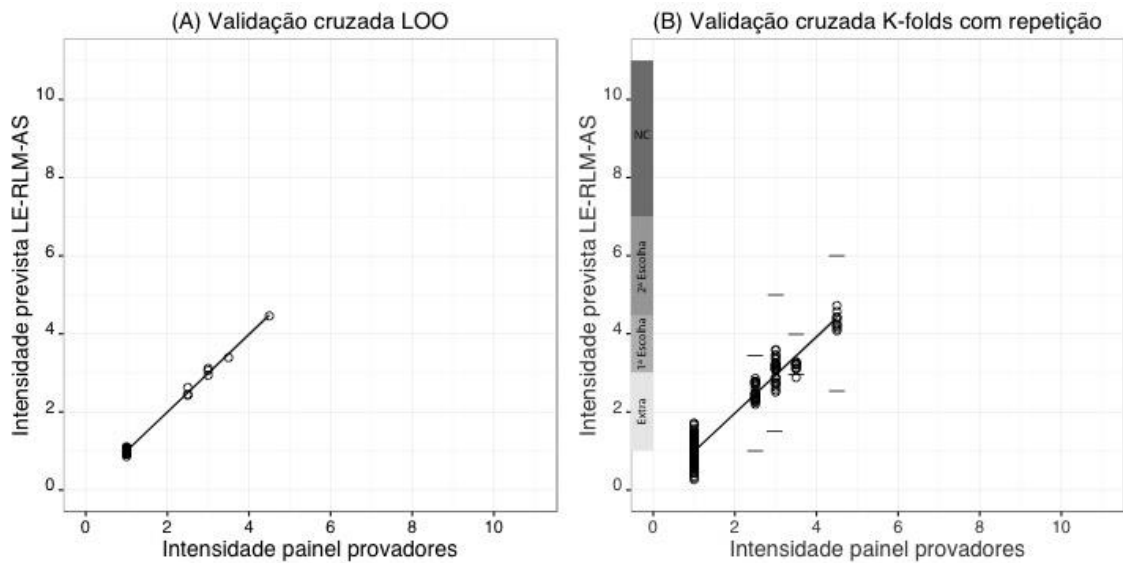 (A) Validação cruzada LOO
Intensidade prevista LE-RLM-AS
10
8
6
4
2
0
0 2 4 6 8 10
Intensidade painel provadores
(B) Validação cruzada K-folds com repetição
Intensidade prevista LE-RLM-AS
10
8
6
4
2
0
NC
2ª Escolha
1ª Escolha
Extra
0 2 4 6 8 10
Intensidade painel provadores